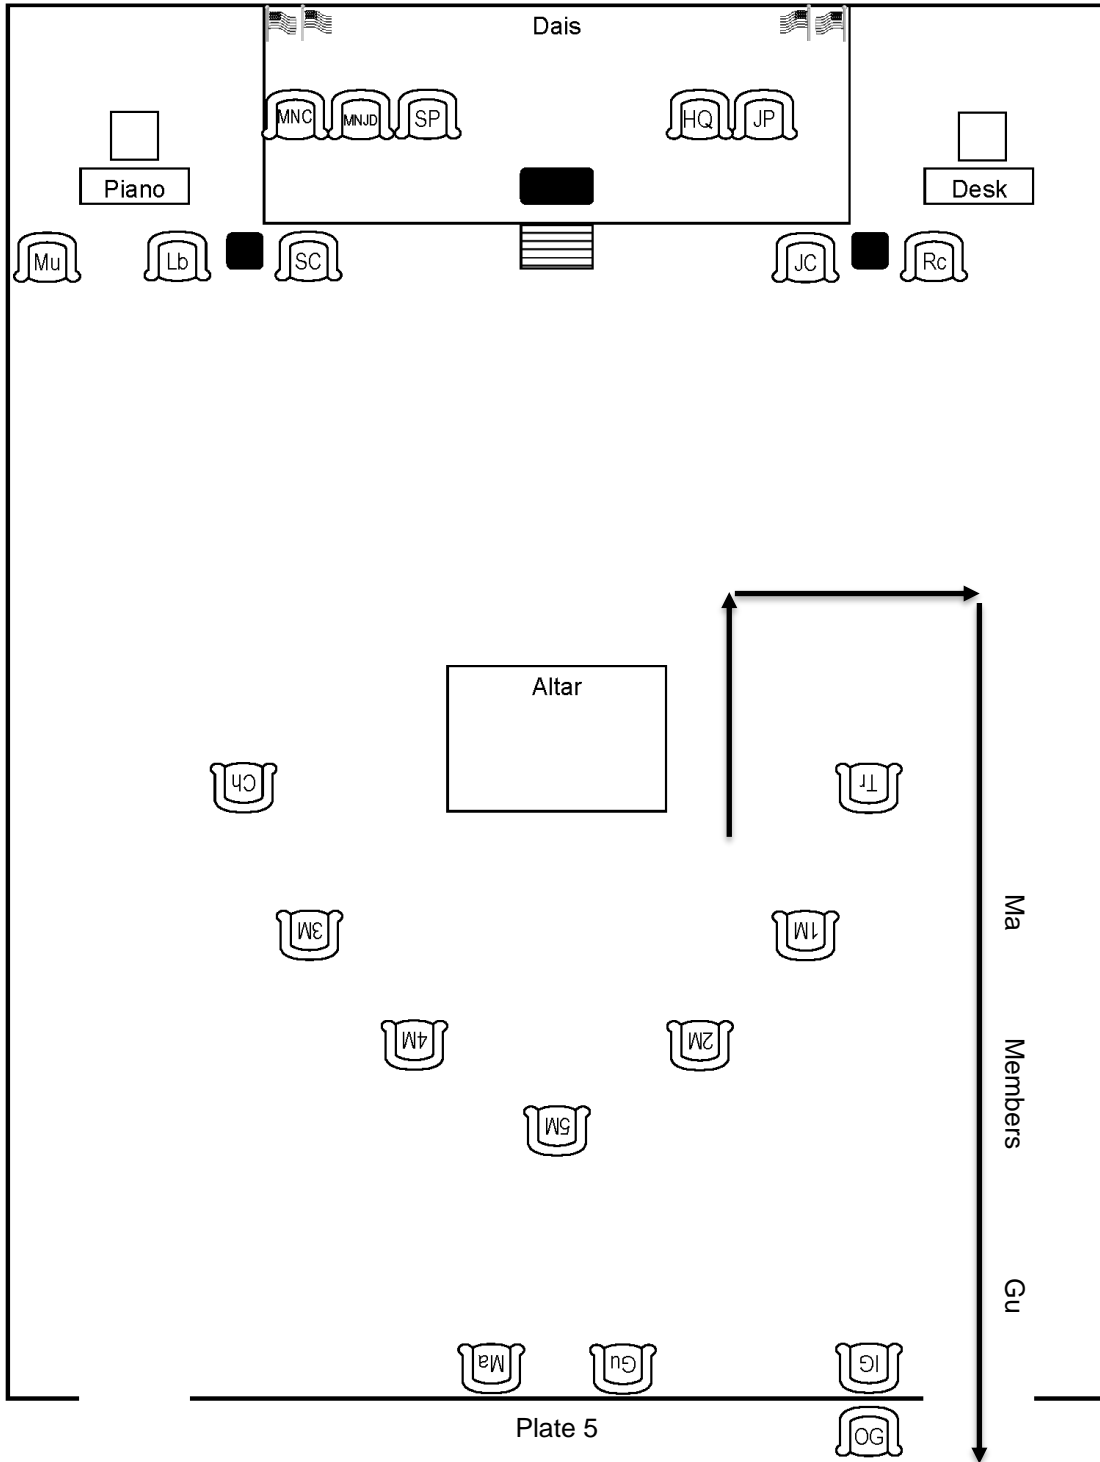 Dais
MNC MNJD SP HQ JP
Piano Desk
Mu Lb SC JC Rc
Altar
Ch Tr
Ma
3M 1M
4M 2M
Members
5M
Gu
Ma Gu IG
Plate 5
OG